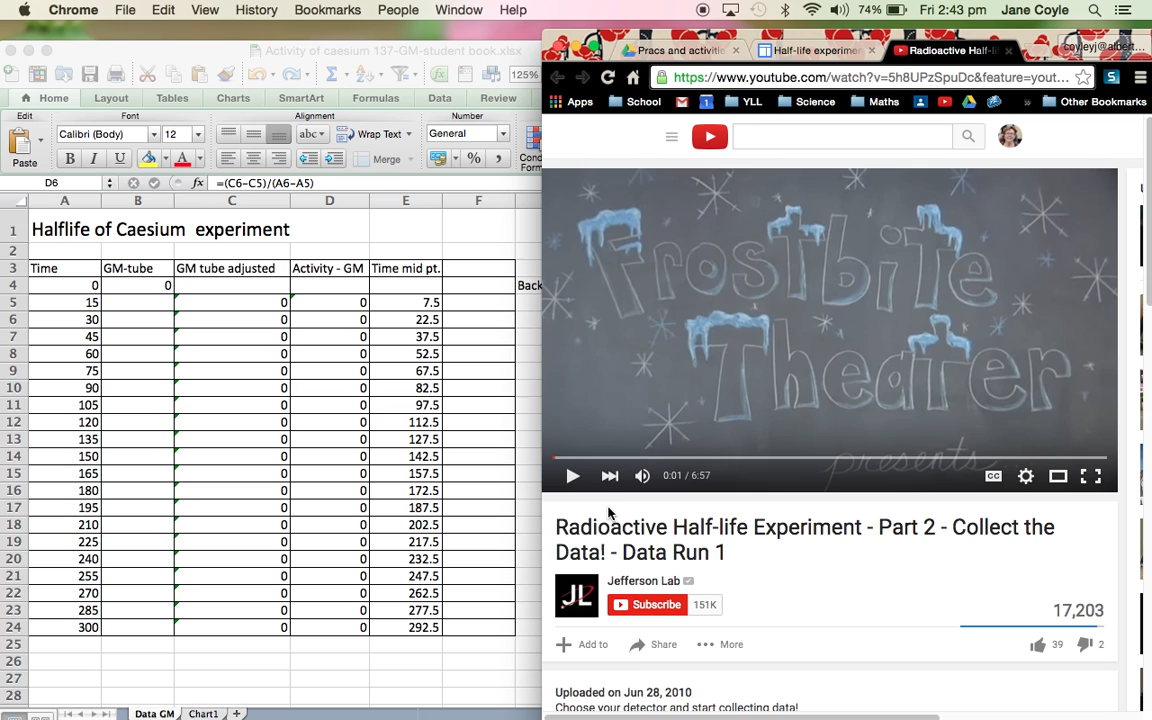 Chrome File Edit View History Bookmarks People Window Help 74% Fri 2:43 pm Jane Coyle
Activity of caesium 137-GM-student book.xlsx
125%
Home Layout Tables Charts SmartArt Formulas Data Review
Edit Font Alignment Number
Calibri (Body) 12 abc Wrap Text General
Paste B I U A Merge % Cond
Form
D6 fx =(C6-C5)/(A6-A5)
A B C D E F
1 Halflife of Caesium experiment
2
3 Time GM-tube GM tube adjusted Activity - GM Time mid pt.
4 0 0 Back
5 15 0 0 7.5
6 30 0 0 22.5
7 45 0 0 37.5
8 60 0 0 52.5
9 75 0 0 67.5
10 90 0 0 82.5
11 105 0 0 97.5
12 120 0 0 112.5
13 135 0 0 127.5
14 150 0 0 142.5
15 165 0 0 157.5
16 180 0 0 172.5
17 195 0 0 187.5
18 210 0 0 202.5
19 225 0 0 217.5
20 240 0 0 232.5
21 255 0 0 247.5
22 270 0 0 262.5
23 285 0 0 277.5
24 300 0 0 292.5
25
26
27
28
Data GM Chart1 +
Pracs and activitie Half-life experimen Radioactive Half-li coyleyj@albert...
https://www.youtube.com/watch?v=5h8UPzSpuDc&feature=yout...
Apps School 1 YLL Science Maths » Other Bookmarks
Frostbite
Theater
presents
0:01 / 6:57 CC
Radioactive Half-life Experiment - Part 2 - Collect the
Data! - Data Run 1
JL Jefferson Lab
Subscribe 151K
17,203
Add to Share More 39 2
Uploaded on Jun 28, 2010
Choose your detector and start collecting data!